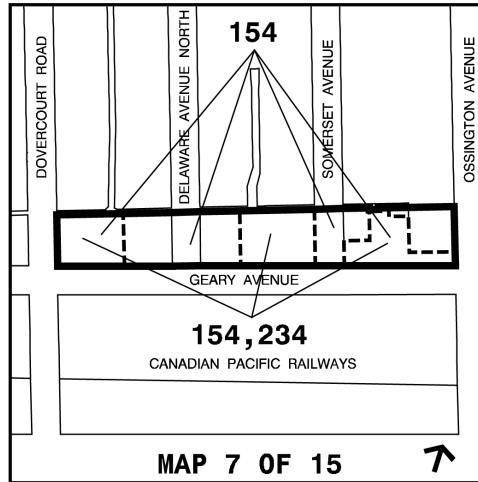 154
DOVERCOURT ROAD
DELAWARE AVENUE NORTH
SOMERSET AVENUE
OSSINGTON AVENUE
GEARY AVENUE
154,234
CANADIAN PACIFIC RAILWAYS
MAP 7 OF 15